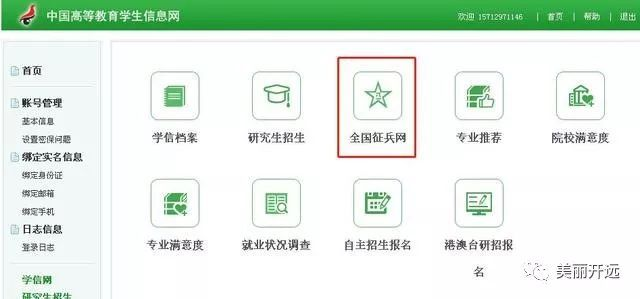 中国高等教育学生信息网
欢迎 15712971146 | 首页 | 帮助 | 退出
首页
账号管理
基本信息
设置密保问题
绑定实名信息
绑定身份证
绑定邮箱
绑定手机
日志信息
登录日志
学信网
研究生招生
学信档案
研究生招生
全国征兵网
专业推荐
院校满意度
专业满意度
就业状况调查
自主招生报名
港澳台研招报
名
美丽开远